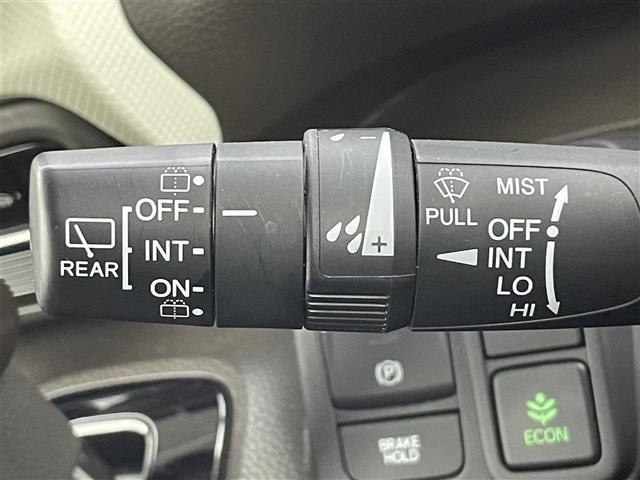 OFF
INT
ON
REAR
-
+
PULL
MIST
OFF
INT
LO
HI
P
BRAKE
HOLD
ECON